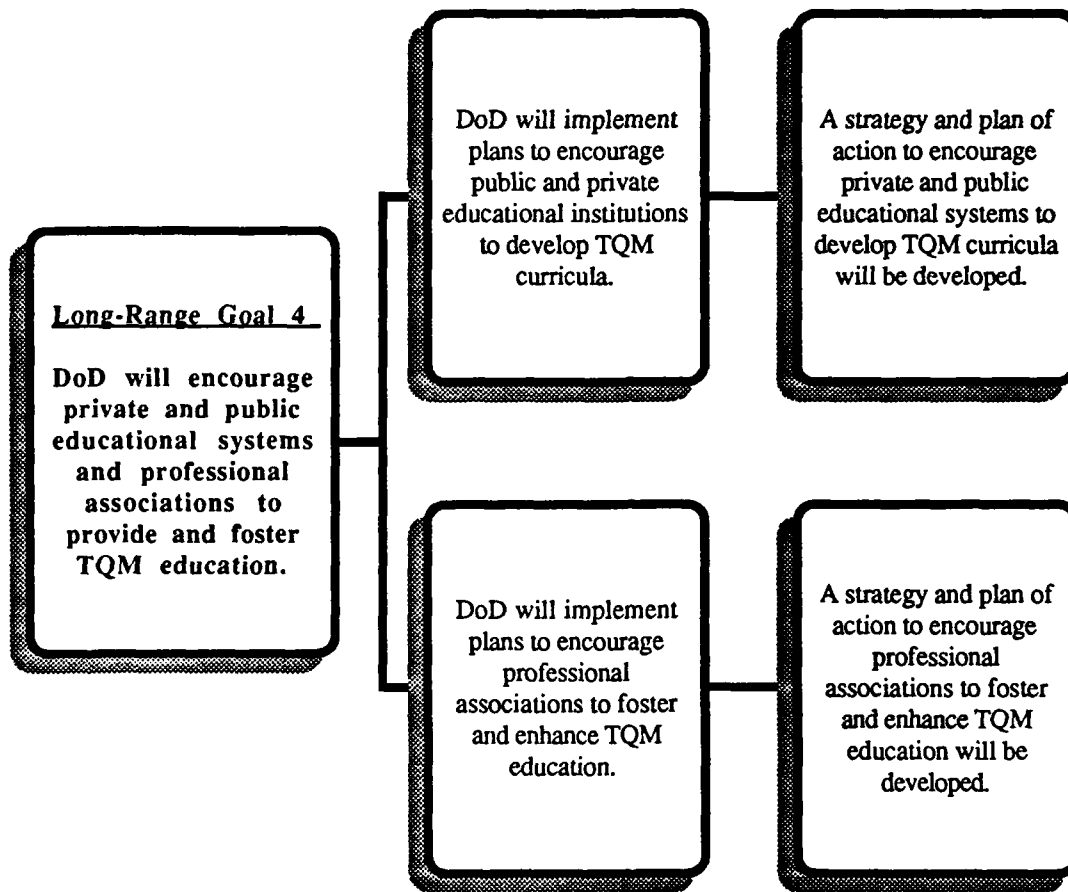 Long-Range Goal 4
DoD will encourage
private and public
educational systems
and professional
associations to
provide and foster
TQM education.
DoD will implement
plans to encourage
public and private
educational institutions
to develop TQM
curricula.
A strategy and plan of
action to encourage
private and public
educational systems to
develop TQM curricula
will be developed.
DoD will implement
plans to encourage
professional
associations to foster
and enhance TQM
education.
A strategy and plan of
action to encourage
professional
associations to foster
and enhance TQM
education will be
developed.